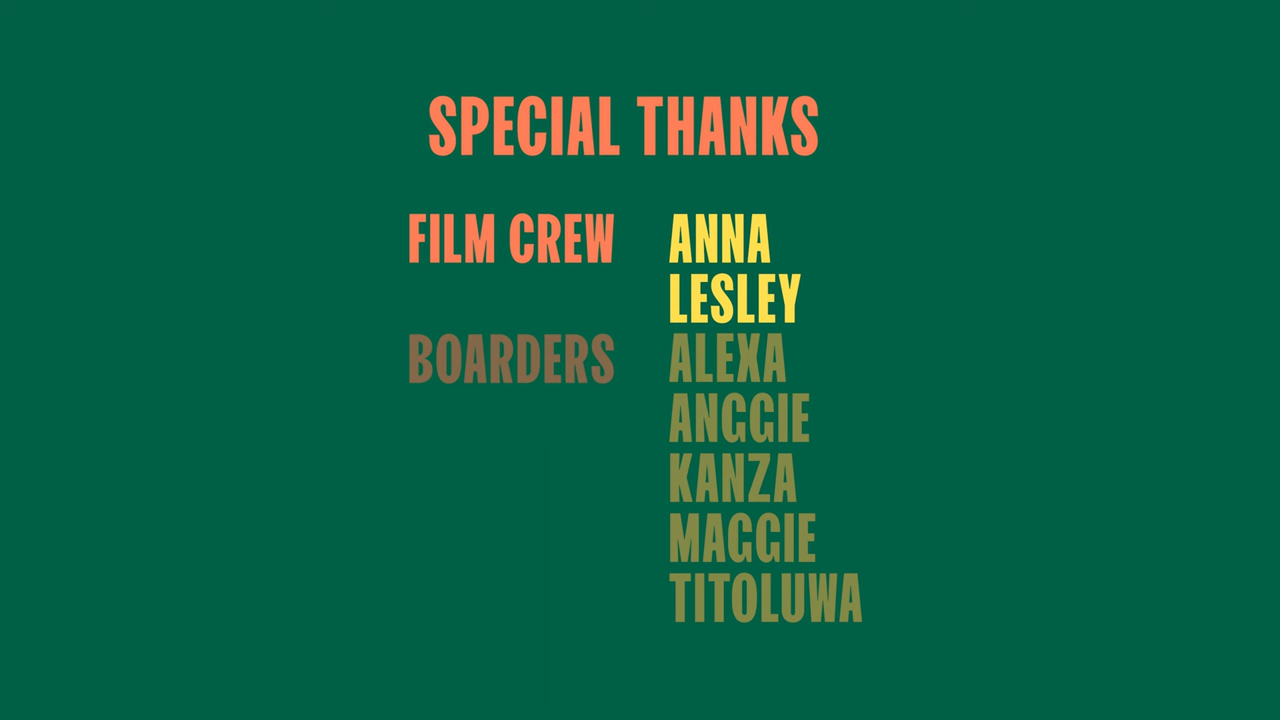 SPECIAL THANKS
FILM CREW ANNA
LESLEY
BOARDERS ALEXA
ANGGIE
KANZA
MAGGIE
TITOLUWA